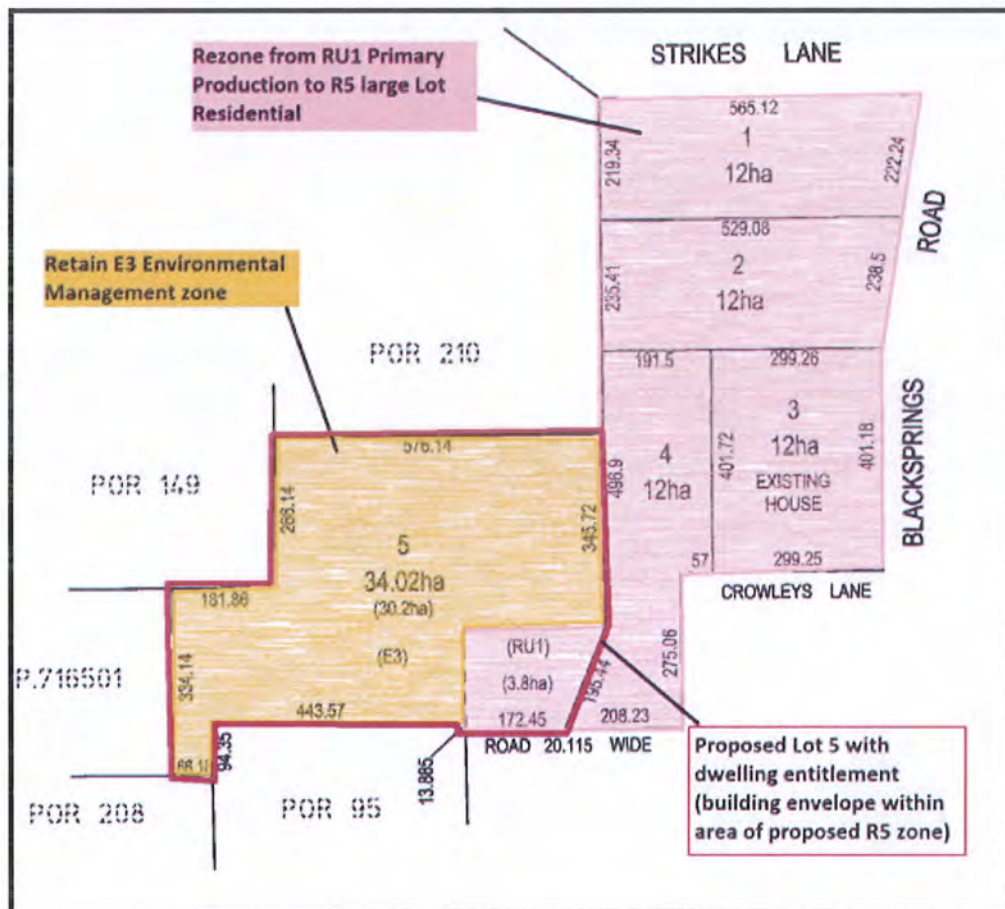 Rezone from RU1 Primary
Production to R5 large Lot
Residential
STRIKES LANE
565.12
1
12ha
219.34
222.24
529.08
2
12ha
235.41
238.5
ROAD
Retain E3 Environmental
Management zone
POR 210
191.5
299.26
3
12ha
EXISTING
HOUSE
4
12ha
496.9
401.72
401.18
BLACKSPRINGS
576.14
POR 149
266.14
345.72
5
34.02ha
(30.2ha)
(E3)
57
299.25
CROWLEYS LANE
181.86
(RU1)
(3.8ha)
195.44
275.06
P.716501
334.14
443.57
172.45
208.23
ROAD 20.115 WIDE
94.35
13.885
POR 208
POR 95
Proposed Lot 5 with
dwelling entitlement
(building envelope within
area of proposed R5 zone)